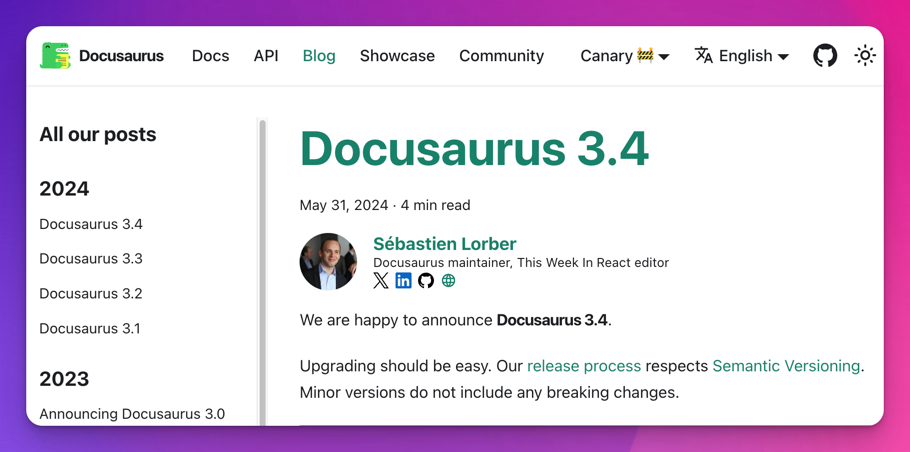 Docusaurus Docs API Blog Showcase Community Canary 🚧 English
All our posts
2024
Docusaurus 3.4
Docusaurus 3.3
Docusaurus 3.2
Docusaurus 3.1
2023
Announcing Docusaurus 3.0
Docusaurus 3.4
May 31, 2024 · 4 min read
Sébastien Lorber
Docusaurus maintainer, This Week In React editor
We are happy to announce Docusaurus 3.4.
Upgrading should be easy. Our release process respects Semantic Versioning.
Minor versions do not include any breaking changes.